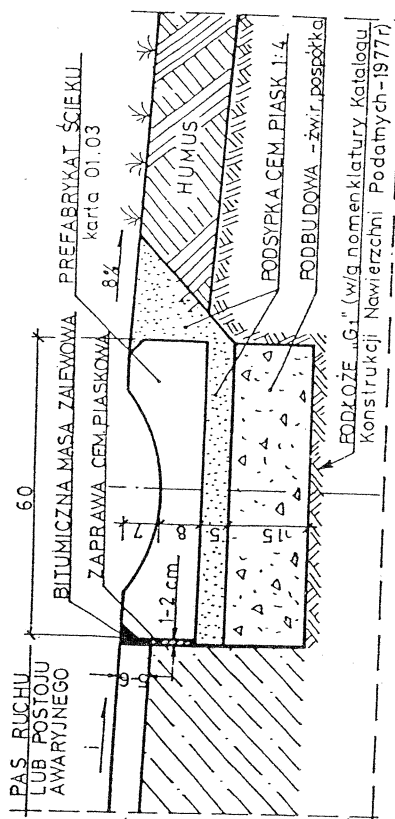 PAS RUCHU
LUB POSTOJU
AWARYJNEGO
60
BITUMICZNA MASA ZALEWOWA
ZAPRAWA CEM. PIASKOWA
PREFABRYKAT ŚCIEKU
karta 01.03
8%
i
5-6
1-2 cm
7
8
5
15
HUMUS
PODSYPKA CEM. PIASK 1:4
PODBUDOWA - żwir, pospółka
PODŁOŻE "G1" (w/g nomenklatury Katalogu
Konstrukcji Nawierzchni Podatnych-1977r)